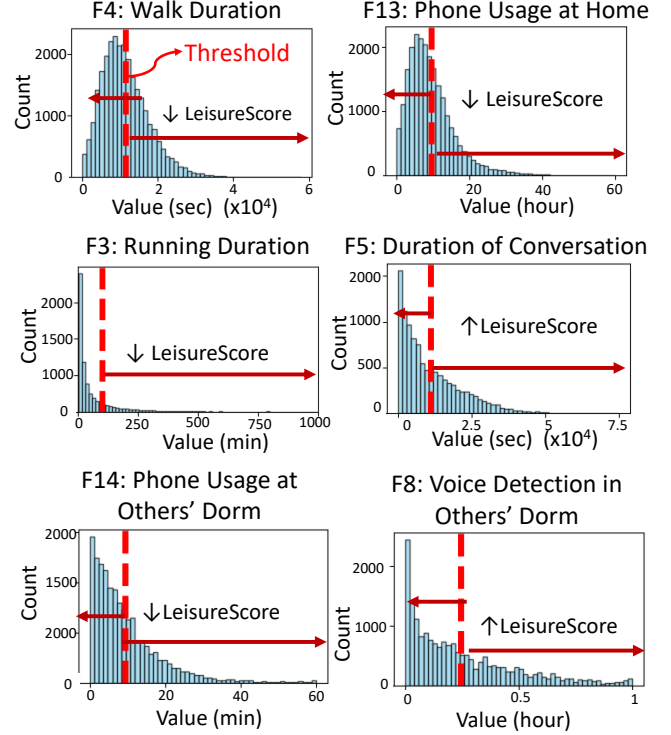 F4: Walk Duration
2000
1000
0
Count
Threshold
↓ LeisureScore
0 2 4 6
Value (sec) (x10⁴)
F13: Phone Usage at Home
2000
1000
0
Count
↓ LeisureScore
0 20 40 60
Value (hour)
F3: Running Duration
2000
1500
1000
0
Count
↓ LeisureScore
0 250 500 750 1000
Value (min)
F5: Duration of Conversation
2000
1000
500
0
Count
↑LeisureScore
0 2.5 5 7.5
Value (sec) (x10⁴)
F14: Phone Usage at
Others’ Dorm
2000
1500
2000
0
Count
↓LeisureScore
0 20 40 60
Value (min)
F8: Voice Detection in
Others’ Dorm
2000
1000
0
Count
↑LeisureScore
0 0.5 1
Value (hour)